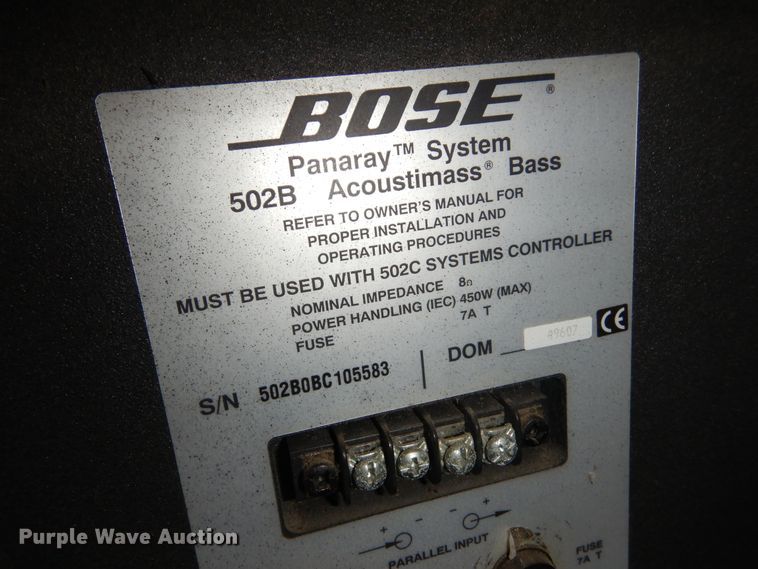 BOSE®
Panaray™ System
502B Acoustimass® Bass
REFER TO OWNER'S MANUAL FOR
PROPER INSTALLATION AND
OPERATING PROCEDURES
MUST BE USED WITH 502C SYSTEMS CONTROLLER
NOMINAL IMPEDANCE 8Ω
POWER HANDLING (IEC) 450W (MAX)
FUSE 7A T
S/N 502B0BC105583 DOM A9607 CE
+ - - +
PARALLEL INPUT
FUSE
7A T
Purple Wave Auction